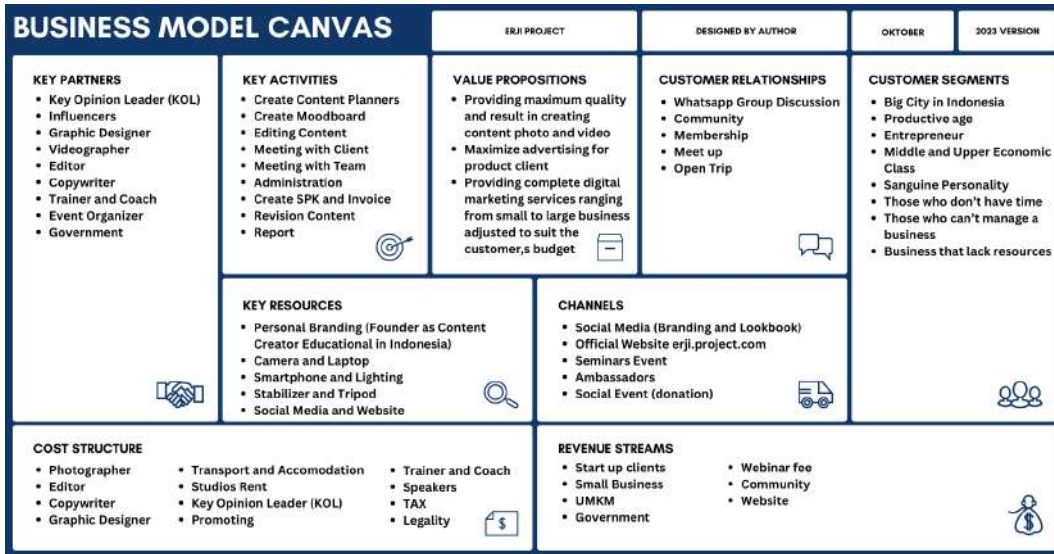 BUSINESS MODEL CANVAS
ERJI PROJECT
DESIGNED BY AUTHOR
OKTOBER
2023 VERSION
KEY PARTNERS
• Key Opinion Leader (KOL)
• Influencers
• Graphic Designer
• Videographer
• Editor
• Copywriter
• Trainer and Coach
• Event Organizer
• Government
KEY ACTIVITIES
• Create Content Planners
• Create Moodboard
• Editing Content
• Meeting with Client
• Meeting with Team
• Administration
• Create SPK and Invoice
• Revision Content
• Report
VALUE PROPOSITIONS
• Providing maximum quality
and result in creating
content photo and video
• Maximize advertising for
product client
• Providing complete digital
marketing services ranging
from small to large business
adjusted to suit the
customer,s budget
CUSTOMER RELATIONSHIPS
• Whatsapp Group Discussion
• Community
• Membership
• Meet up
• Open Trip
CUSTOMER SEGMENTS
• Big City in Indonesia
• Productive age
• Entrepreneur
• Middle and Upper Economic
Class
• Sanguine Personality
• Those who don't have time
• Those who can't manage a
business
• Business that lack resources
KEY RESOURCES
• Personal Branding (Founder as Content
Creator Educational in Indonesia)
• Camera and Laptop
• Smartphone and Lighting
• Stabilizer and Tripod
• Social Media and Website
CHANNELS
• Social Media (Branding and Lookbook)
• Official Website erji.project.com
• Seminars Event
• Ambassadors
• Social Event (donation)
COST STRUCTURE
• Photographer
• Editor
• Copywriter
• Graphic Designer
• Transport and Accomodation
• Studios Rent
• Key Opinion Leader (KOL)
• Promoting
• Trainer and Coach
• Speakers
• TAX
• Legality
$
REVENUE STREAMS
• Start up clients
• Small Business
• UMKM
• Government
• Webinar fee
• Community
• Website
$